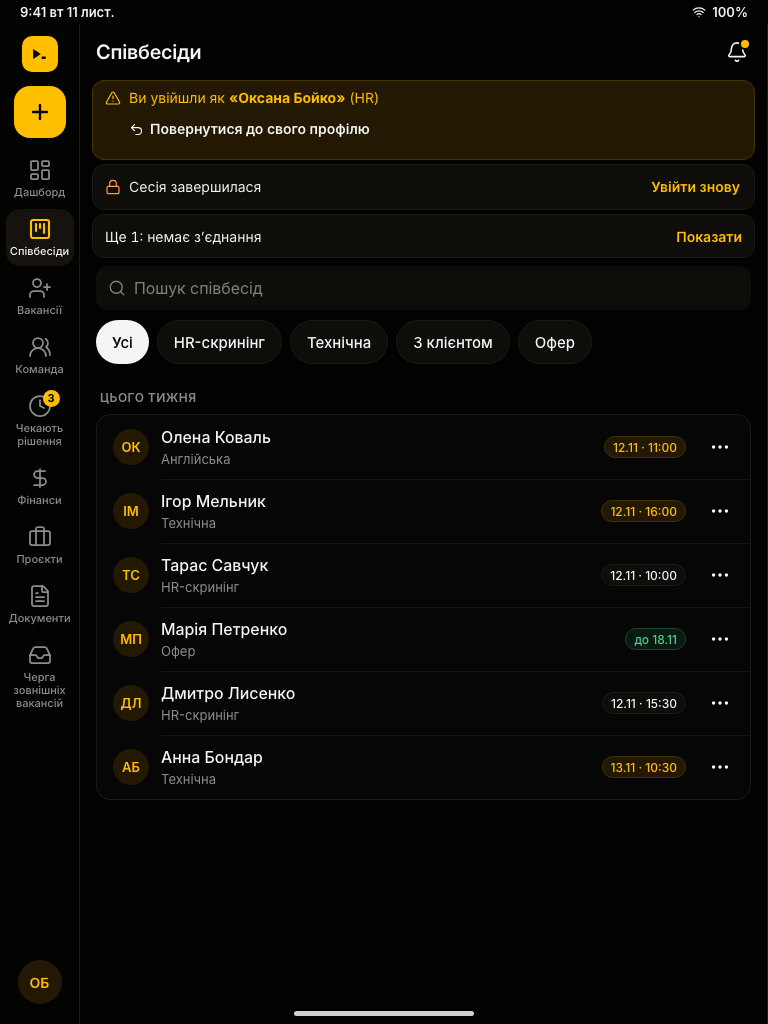 9:41 вт 11 лист.
100%
Співбесіди
Ви увійшли як «Оксана Бойко» (HR)
Повернутися до свого профілю
Сесія завершилася
Увійти знову
Ще 1: немає з’єднання
Показати
Пошук співбесід
Усі
HR-скринінг
Технічна
З клієнтом
Офер
ЦЬОГО ТИЖНЯ
ОК
Олена Коваль
Англійська
12.11 · 11:00
ІМ
Ігор Мельник
Технічна
12.11 · 16:00
ТС
Тарас Савчук
HR-скринінг
12.11 · 10:00
МП
Марія Петренко
Офер
до 18.11
ДЛ
Дмитро Лисенко
HR-скринінг
12.11 · 15:30
АБ
Анна Бондар
Технічна
13.11 · 10:30
Дашборд
Співбесіди
Вакансії
Команда
3
Чекають
рішення
Фінанси
Проєкти
Документи
Черга
зовнішніх
вакансій
ОБ